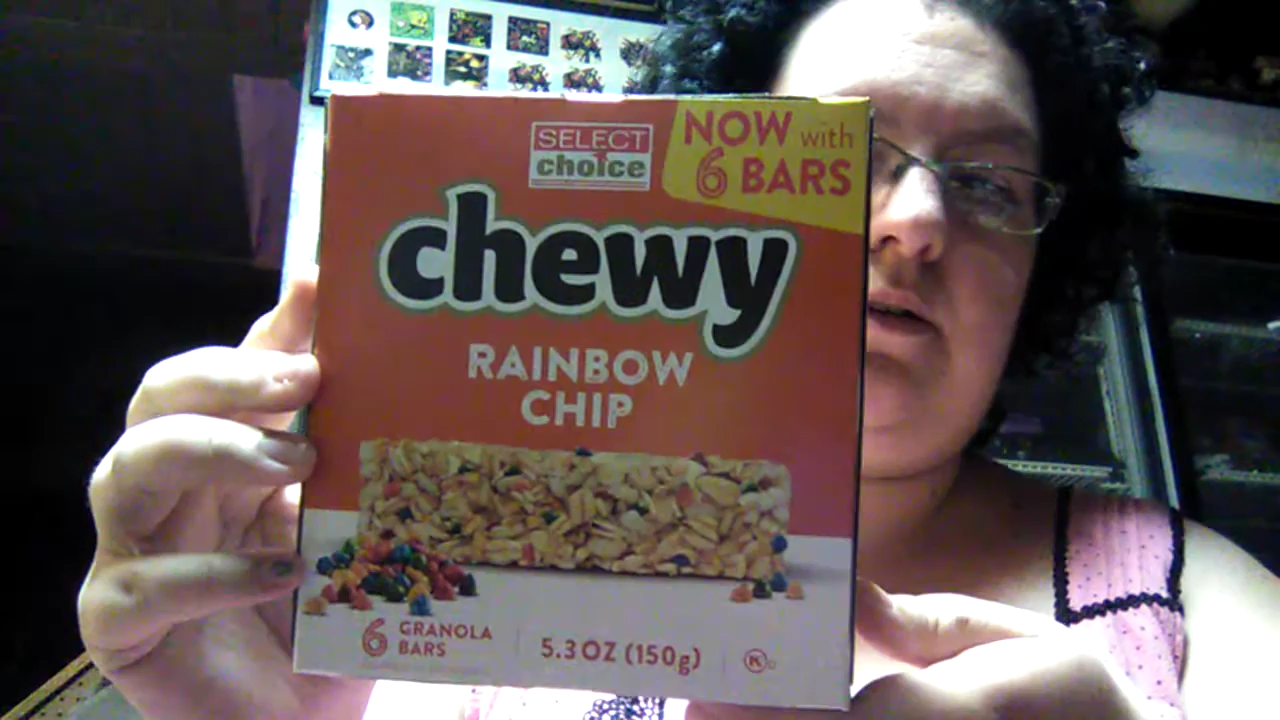 SELECT
choice
NOW with
6 BARS
chewy
RAINBOW
CHIP
6 GRANOLA
BARS
5.3 OZ (150g)
K D